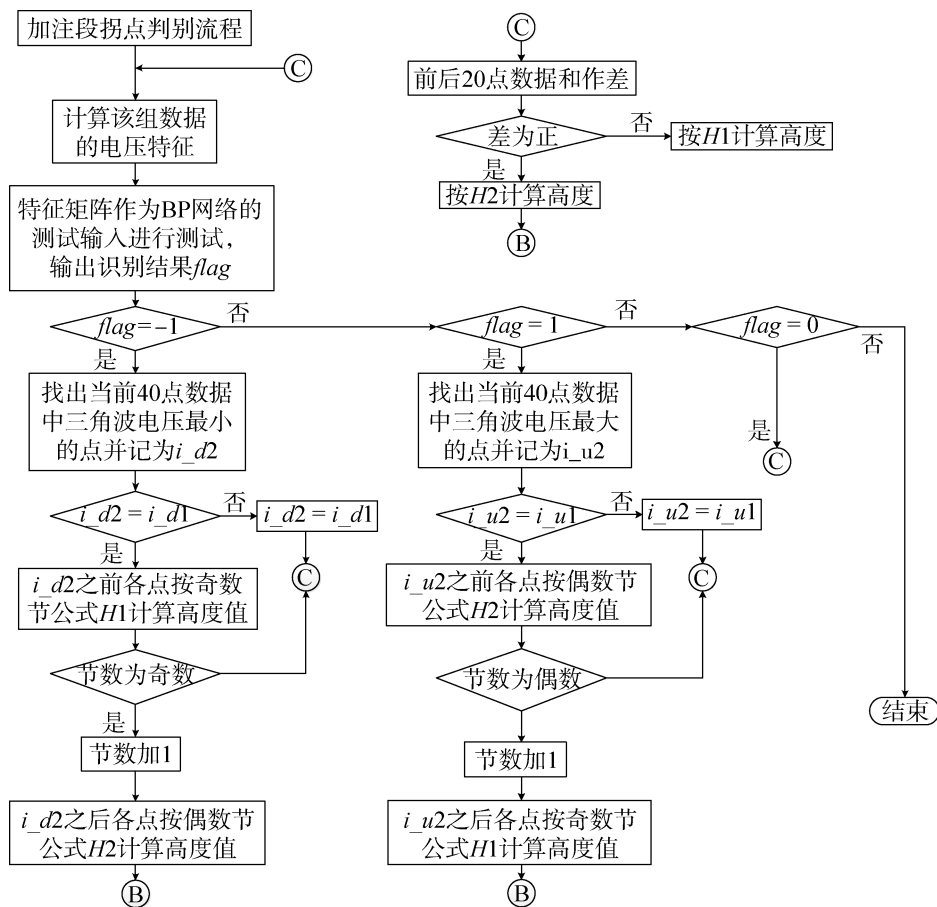 加注段拐点判别流程
C
计算该组数据
的电压特征
特征矩阵作为BP网络的
测试输入进行测试,
输出识别结果flag
C
前后20点数据和作差
差为正
否
按H1计算高度
是
按H2计算高度
B
flag=-1
否
flag = 1
否
flag = 0
否
是
是
是
C
找出当前40点数据
中三角波电压最小
的点并记为i_d2
找出当前40点数据
中三角波电压最大
的点并记为i_u2
i_d2 = i_d1
否
i_d2 = i_d1
是
C
i_u2 = i_u1
否
i_u2 = i_u1
是
C
i_d2之前各点按奇数
节公式H1计算高度值
i_u2之前各点按偶数节
公式H2计算高度值
节数为奇数
是
节数为偶数
结束
节数加1
节数加1
i_d2之后各点按偶数节
公式H2计算高度值
B
i_u2之后各点按奇数节
公式H1计算高度值
B